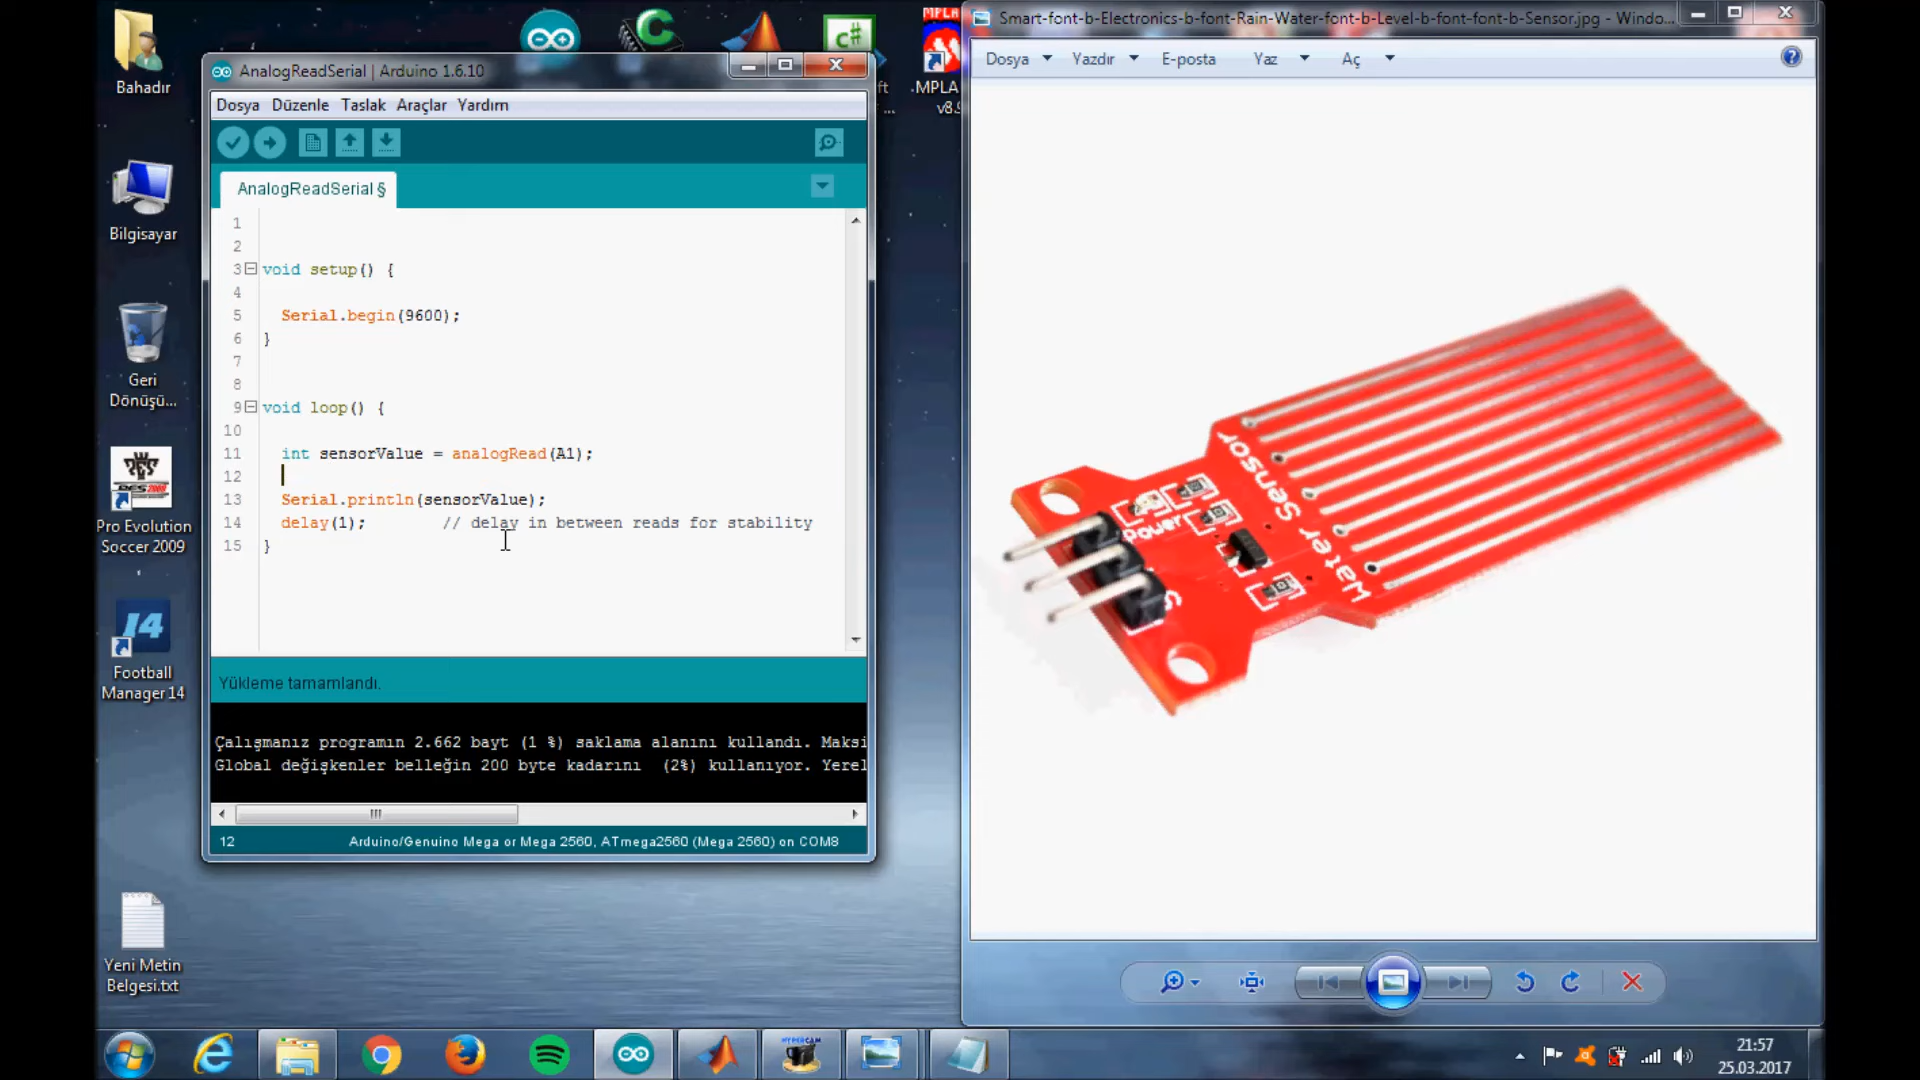 Bahadır
Bilgisayar
Geri
Dönüşü...
Pro Evolution
Soccer 2009
14
Football
Manager 14
Yeni Metin
Belgesi.txt
C#
MPLA
v8.
AnalogReadSerial | Arduino 1.6.10
Dosya Düzenle Taslak Araçlar Yardım
AnalogReadSerial §
1
2
3 void setup() {
4
5 Serial.begin(9600);
6 }
7
8
9 void loop() {
10
11 int sensorValue = analogRead(A1);
12
13 Serial.println(sensorValue);
14 delay(1); // delay in between reads for stability
15 }
Yükleme tamamlandı.
Çalışmanız programın 2.662 bayt (1 %) saklama alanını kullandı. Maksi
Global değişkenler belleğin 200 byte kadarını (2%) kullanıyor. Yerel
12 Arduino/Genuino Mega or Mega 2560, ATmega2560 (Mega 2560) on COM8
Smart-font-b-Electronics-b-font-Rain-Water-font-b-Level-b-font-font-b-Sensor.jpg - Windo...
Dosya Yazdır E-posta Yaz Aç
Power
Water Sensor
21:57
25.03.2017